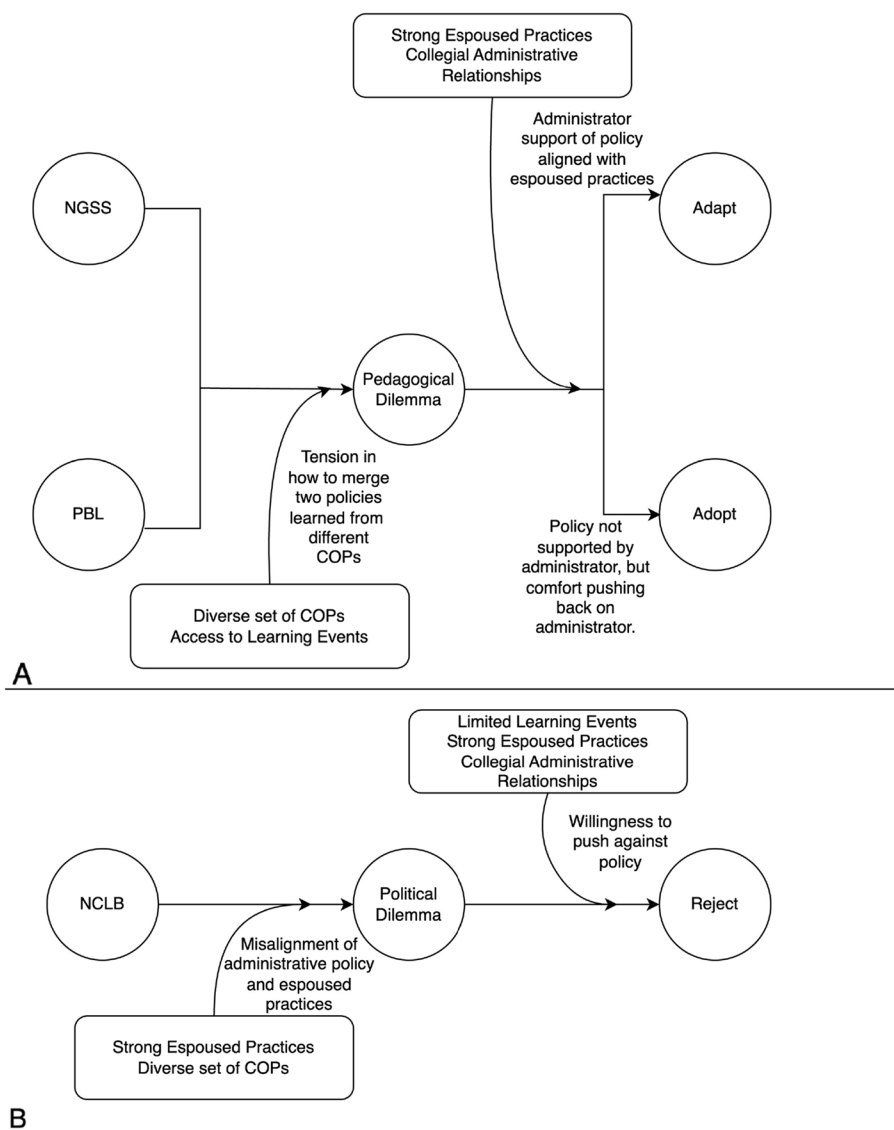 Strong Espoused Practices
Collegial Administrative
Relationships
Administrator
support of policy
aligned with
espoused practices
NGSS
Adapt
Pedagogical
Dilemma
Tension in
how to merge
two policies
learned from
different
COPs
PBL
Adopt
Policy not
supported by
administrator, but
comfort pushing
back on
administrator.
Diverse set of COPs
Access to Learning Events
A
Limited Learning Events
Strong Espoused Practices
Collegial Administrative
Relationships
Willingness to
push against
policy
NCLB
Political
Dilemma
Reject
Misalignment of
administrative policy
and espoused
practices
Strong Espoused Practices
Diverse set of COPs
B